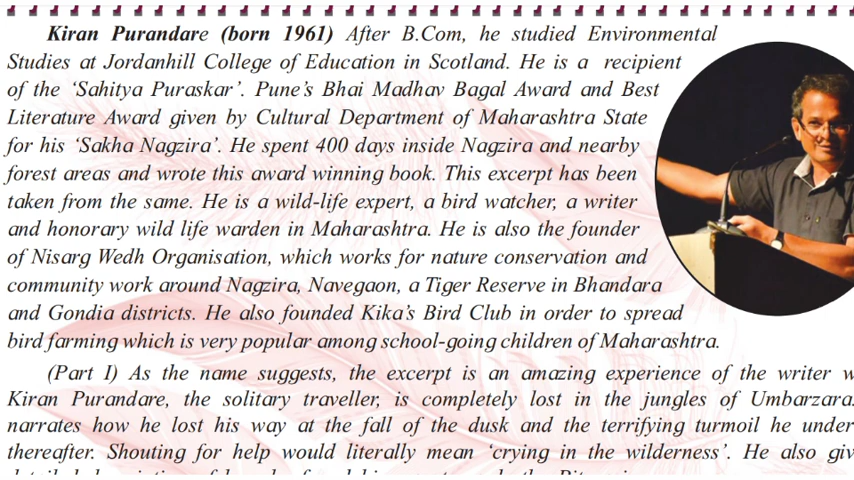 Kiran Purandare (born 1961) After B.Com, he studied Environmental
Studies at Jordanhill College of Education in Scotland. He is a recipient
of the ‘Sahitya Puraskar’. Pune’s Bhai Madhav Bagal Award and Best
Literature Award given by Cultural Department of Maharashtra State
for his ‘Sakha Nagzira’. He spent 400 days inside Nagzira and nearby
forest areas and wrote this award winning book. This excerpt has been
taken from the same. He is a wild-life expert, a bird watcher, a writer
and honorary wild life warden in Maharashtra. He is also the founder
of Nisarg Wedh Organisation, which works for nature conservation and
community work around Nagzira, Navegaon, a Tiger Reserve in Bhandara
and Gondia districts. He also founded Kika’s Bird Club in order to spread
bird farming which is very popular among school-going children of Maharashtra.
(Part I) As the name suggests, the excerpt is an amazing experience of the writer w
Kiran Purandare, the solitary traveller, is completely lost in the jungles of Umbarzara.
narrates how he lost his way at the fall of the dusk and the terrifying turmoil he under
thereafter. Shouting for help would literally mean ‘crying in the wilderness’. He also giv